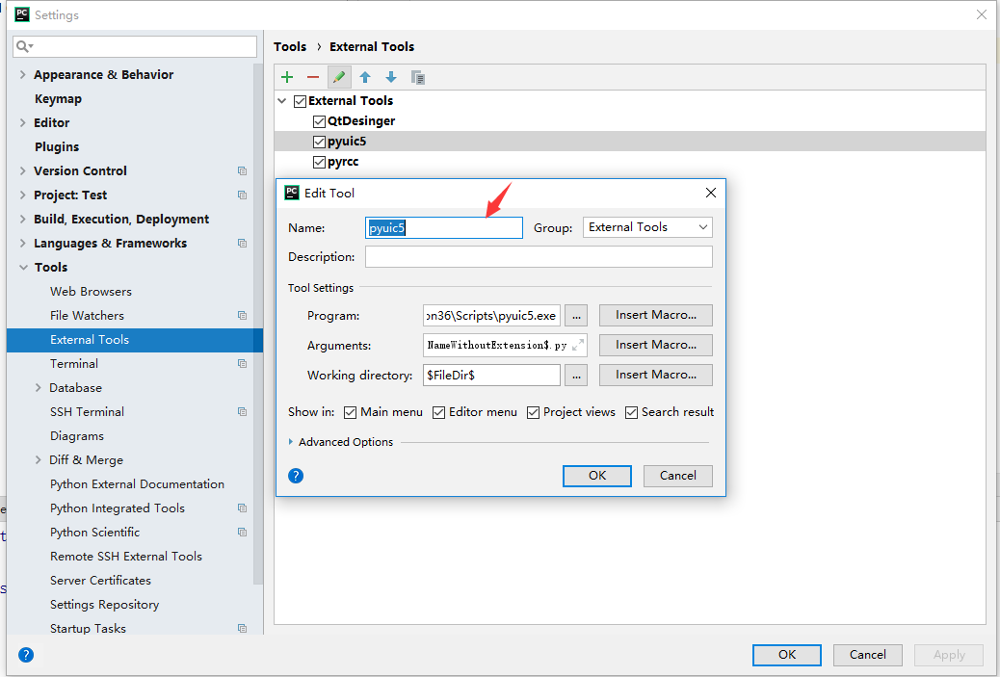 PC Settings
Appearance & Behavior
Keymap
Editor
Plugins
Version Control
Project: Test
Build, Execution, Deployment
Languages & Frameworks
Tools
Web Browsers
File Watchers
External Tools
Terminal
Database
SSH Terminal
Diagrams
Diff & Merge
Python External Documentation
Python Integrated Tools
Python Scientific
Remote SSH External Tools
Server Certificates
Settings Repository
Startup Tasks
Tools › External Tools
External Tools
QtDesinger
pyuic5
pyrcc
PC Edit Tool
Name: pyuic5 Group: External Tools
Description:
Tool Settings
Program: on36\Scripts\pyuic5.exe ... Insert Macro...
Arguments: NameWithoutExtension$.py Insert Macro...
Working directory: $FileDir$ ... Insert Macro...
Show in: Main menu Editor menu Project views Search result
Advanced Options
? OK Cancel
? OK Cancel Apply